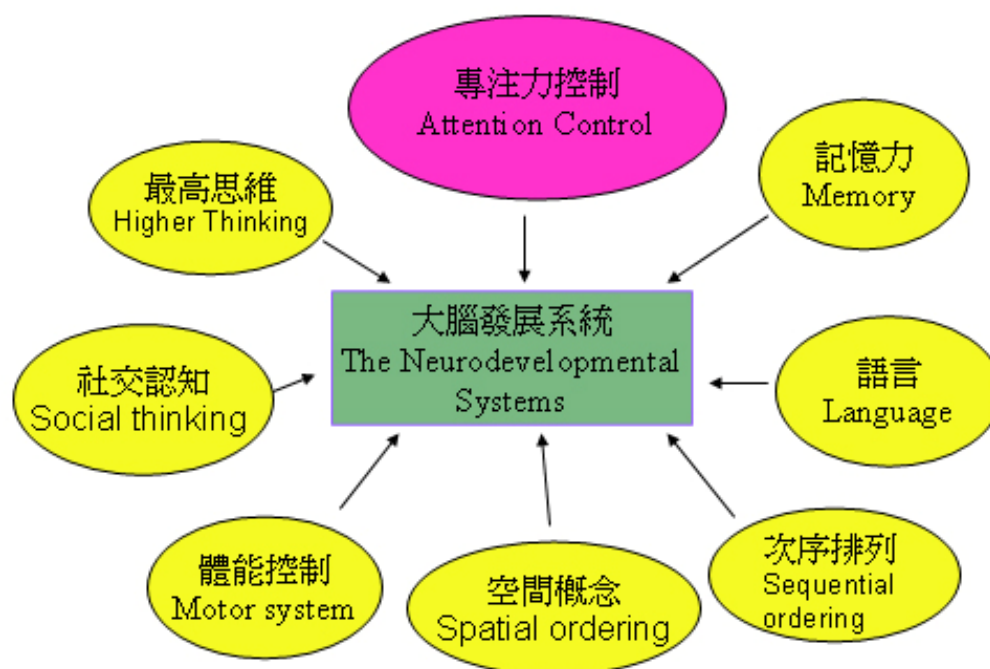 專注力控制
Attention Control
記憶力
Memory
最高思維
Higher Thinking
大腦發展系統
The Neurodevelopmental
Systems
社交認知
Social thinking
語言
Language
體能控制
Motor system
空間概念
Spatial ordering
次序排列
Sequential
ordering